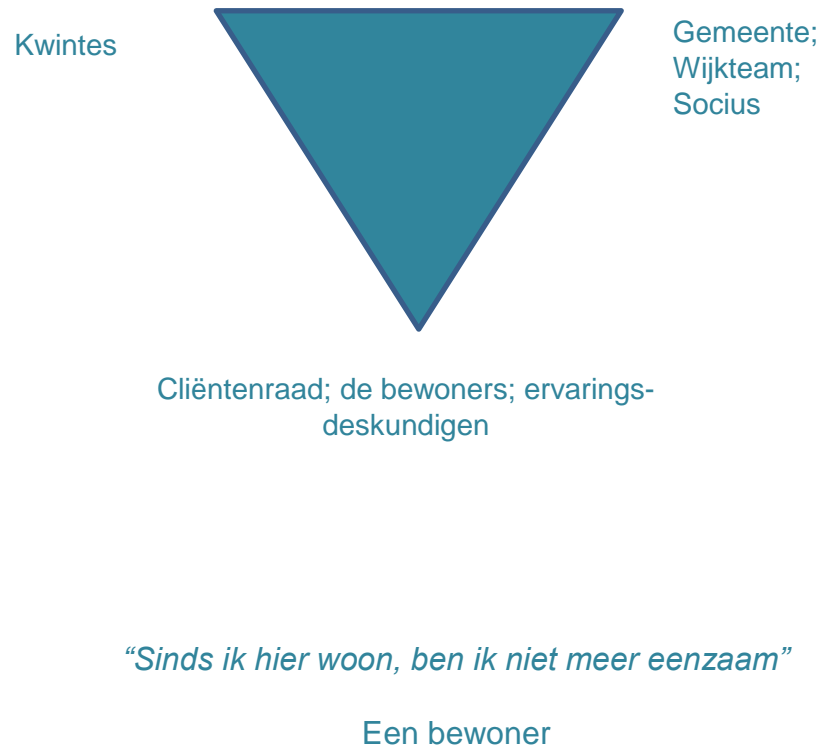 Kwintes
Gemeente;
Wijkteam;
Socius
Cliëntenraad; de bewoners; ervarings-
deskundigen
“Sinds ik hier woon, ben ik niet meer eenzaam”
Een bewoner